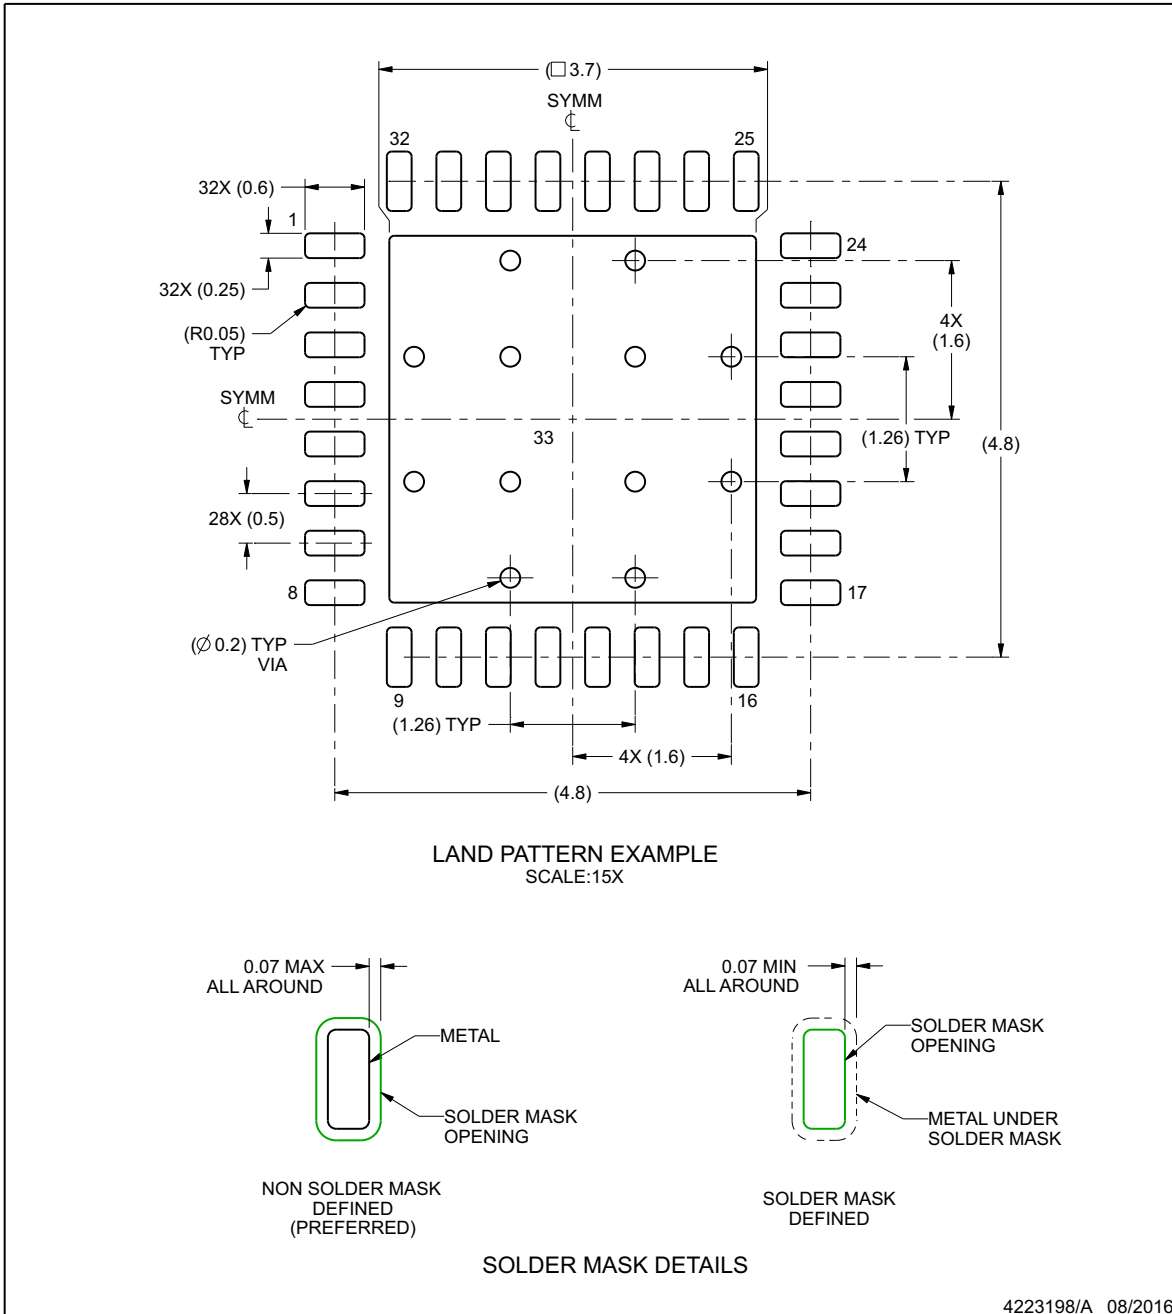 (□ 3.7)
SYMM
℄
32
25
32X (0.6)
1
24
32X (0.25)
(R0.05)
TYP
4X
(1.6)
SYMM
℄
33
(1.26) TYP
(4.8)
28X (0.5)
8
17
(∅ 0.2) TYP
VIA
9
16
(1.26) TYP
4X (1.6)
(4.8)
LAND PATTERN EXAMPLE
SCALE:15X
0.07 MAX
ALL AROUND
METAL
SOLDER MASK
OPENING
NON SOLDER MASK
DEFINED
(PREFERRED)
0.07 MIN
ALL AROUND
SOLDER MASK
OPENING
METAL UNDER
SOLDER MASK
SOLDER MASK
DEFINED
SOLDER MASK DETAILS
4223198/A 08/2016